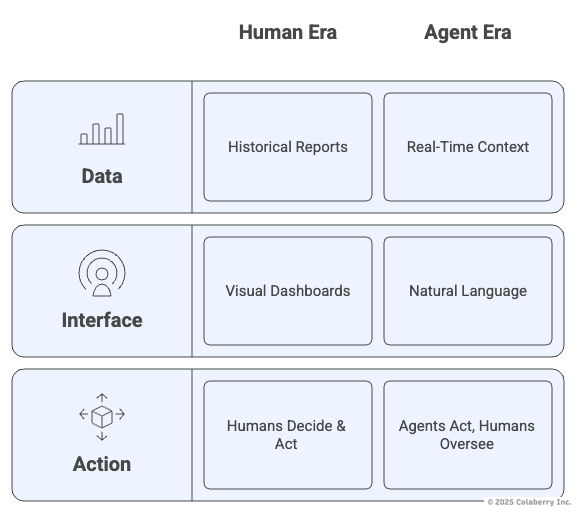 Human Era
Agent Era
Data
Historical Reports
Real-Time Context
Interface
Visual Dashboards
Natural Language
Action
Humans Decide &
Act
Agents Act, Humans
Oversee
© 2025 Colaberry Inc.